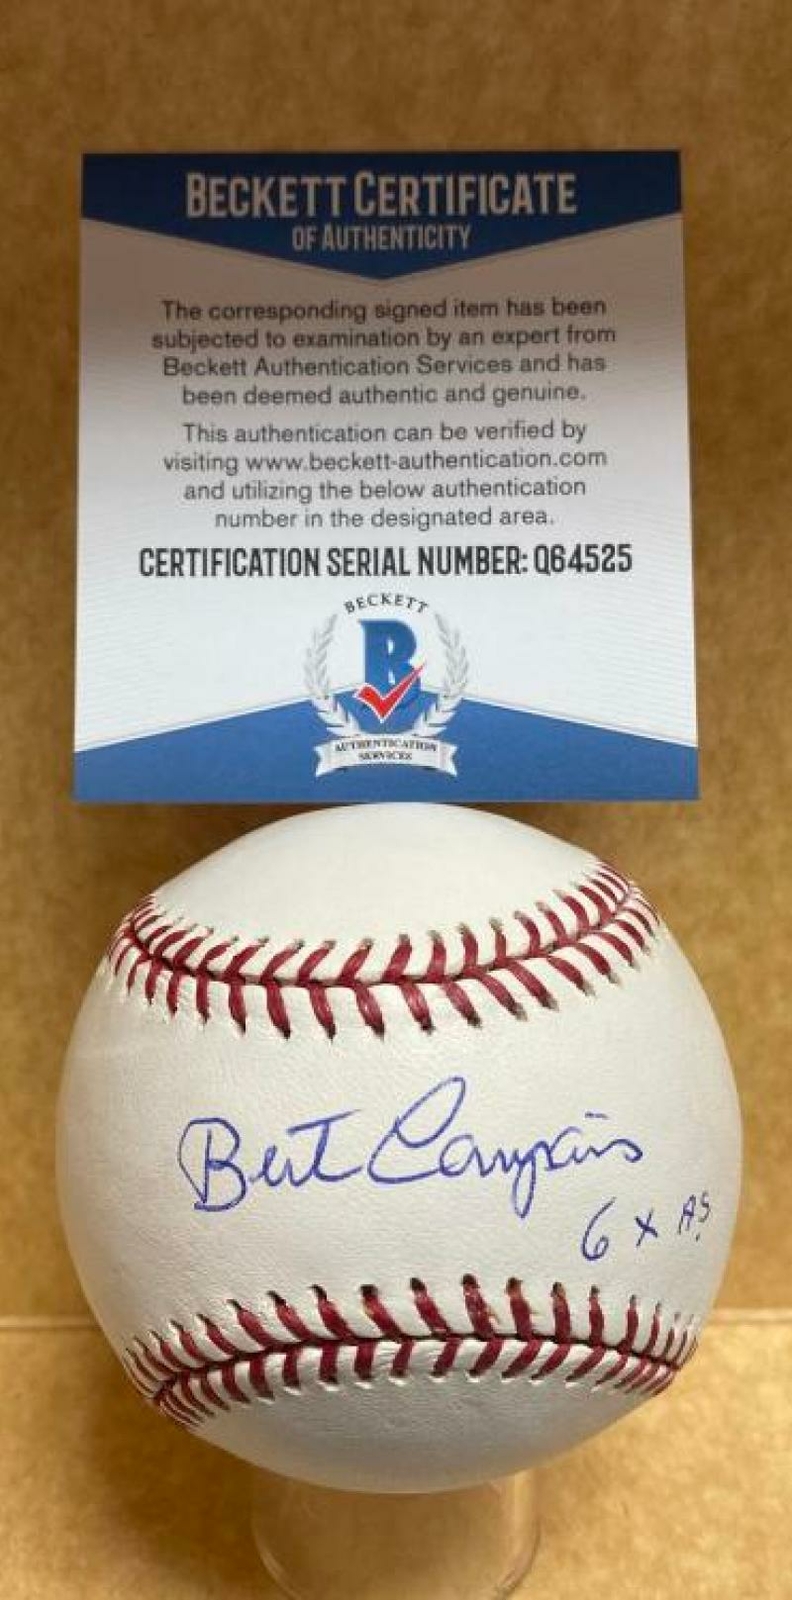 BECKETT CERTIFICATE
OF AUTHENTICITY
The corresponding signed item has been
subjected to examination by an expert from
Beckett Authentication Services and has
been deemed authentic and genuine.
This authentication can be verified by
visiting www.beckett-authentication.com
and utilizing the below authentication
number in the designated area.
CERTIFICATION SERIAL NUMBER: Q64525
BECKETT
B
AUTHENTICATION
SERVICES
Bert Campaneris
6 x A.S